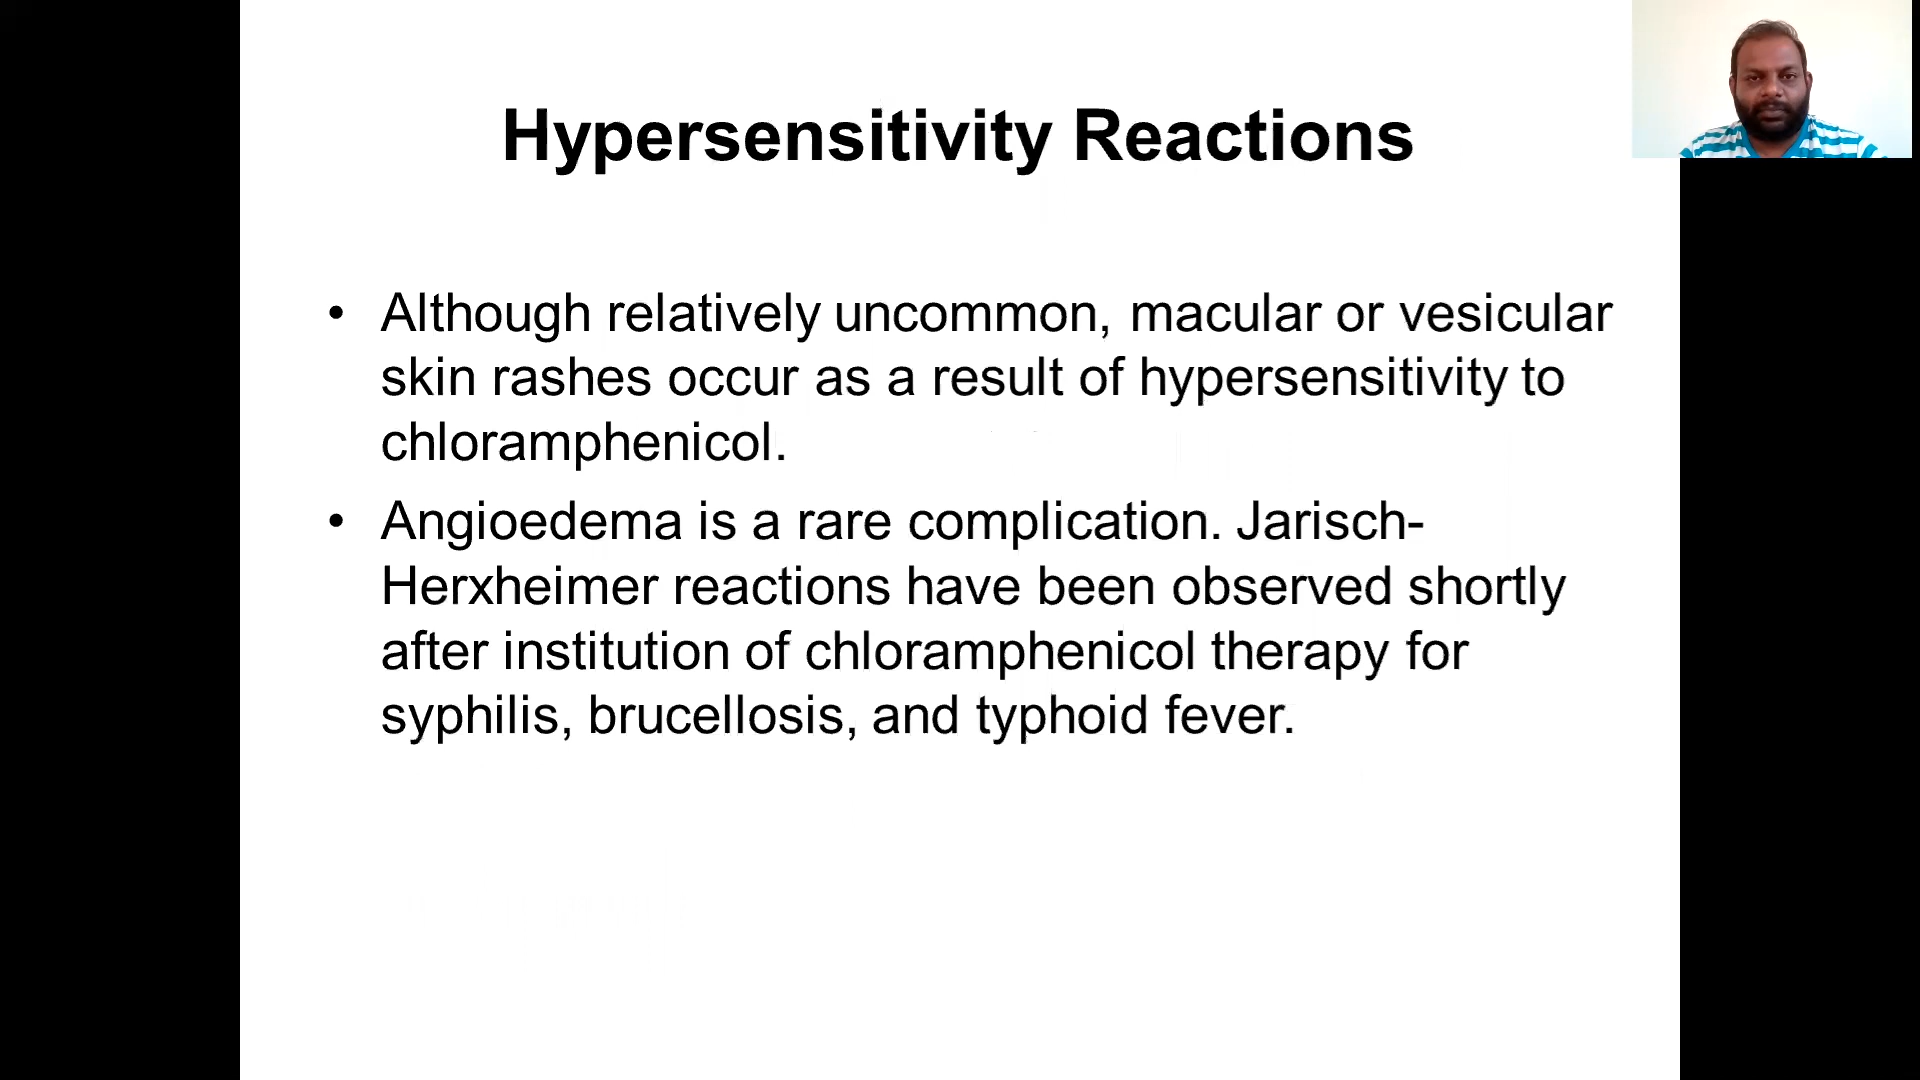 Hypersensitivity Reactions
• Although relatively uncommon, macular or vesicular
skin rashes occur as a result of hypersensitivity to
chloramphenicol.
• Angioedema is a rare complication. Jarisch-
Herxheimer reactions have been observed shortly
after institution of chloramphenicol therapy for
syphilis, brucellosis, and typhoid fever.